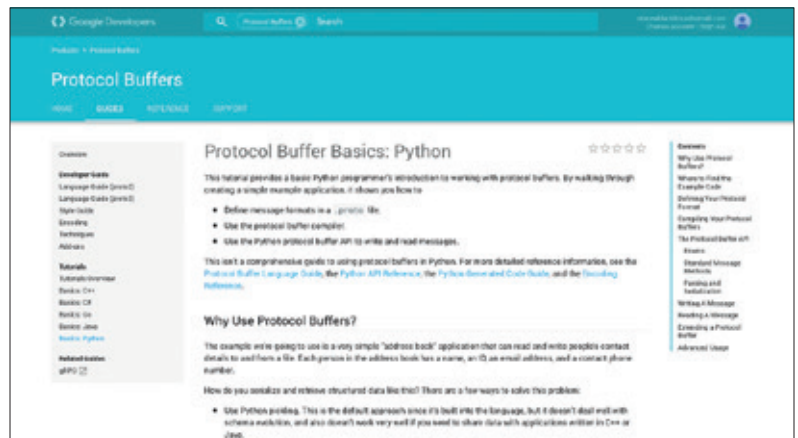 Google Developers
Protocol Buffers
Search
Products > Protocol Buffers
Protocol Buffers
HOME
GUIDES
REFERENCE
SUPPORT
Overview
Developer Guide
Language Guide (proto2)
Language Guide (proto3)
Style Guide
Encoding
Techniques
Add-ons
Tutorials
Tutorials Overview
Basics: C++
Basics: C#
Basics: Go
Basics: Java
Basics: Python
Related Guides
gRPC
Protocol Buffer Basics: Python
This tutorial provides a basic Python programmer's introduction to working with protocol buffers. By walking through
creating a simple example application, it shows you how to
Define message formats in a .proto file.
Use the protocol buffer compiler.
Use the Python protocol buffer API to write and read messages.
This isn't a comprehensive guide to using protocol buffers in Python. For more detailed reference information, see the
Protocol Buffer Language Guide, the Python API Reference, the Python Generated Code Guide, and the Encoding
Reference.
Why Use Protocol Buffers?
The example we're going to use is a very simple "address book" application that can read and write people's contact
details to and from a file. Each person in the address book has a name, an ID, an email address, and a contact phone
number.
How do you serialize and retrieve structured data like this? There are a few ways to solve this problem:
Use Python pickling. This is the default approach since it's built into the language, but it doesn't deal well with
schema evolution, and also doesn't work very well if you need to share data with applications written in C++ or
Java.
Contents
Why Use Protocol
Buffers?
Where to Find the
Example Code
Defining Your Protocol
Format
Compiling Your Protocol
Buffers
The Protocol Buffer API
Enums
Standard Message
Methods
Parsing and
Serialization
Writing A Message
Reading A Message
Extending a Protocol
Buffer
Advanced Usage